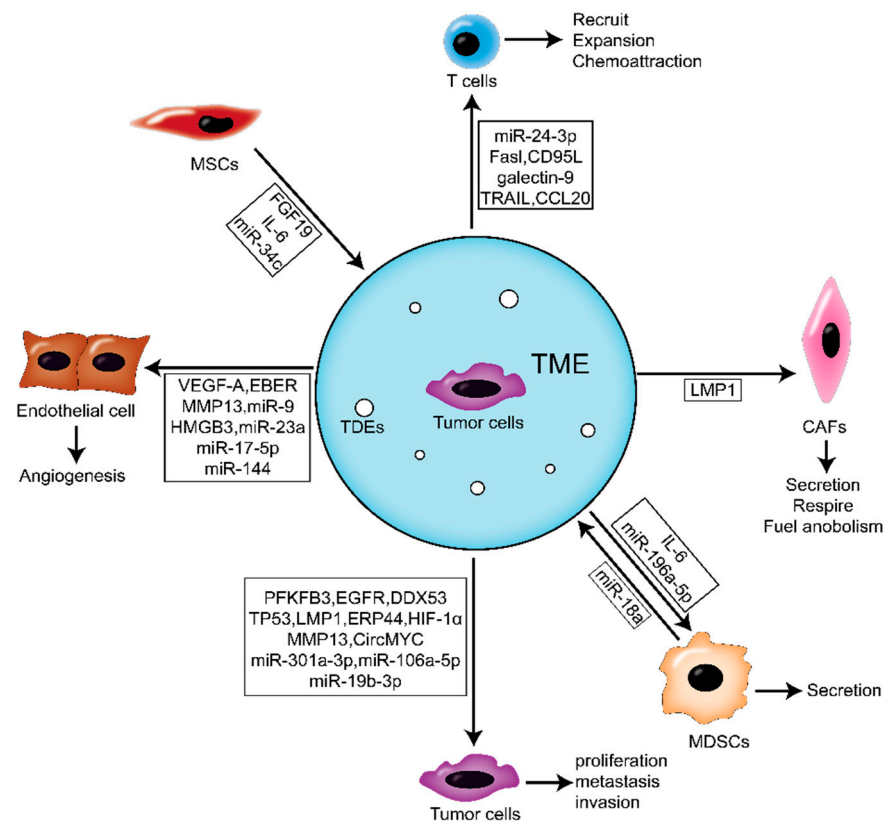 Recruit
Expansion
Chemoattraction
T cells
miR-24-3p
Fasl,CD95L
galectin-9
TRAIL,CCL20
MSCs
FGF19
IL-6
miR-34c
TME
Tumor cells
TDEs
Endothelial cell
Angiogenesis
VEGF-A,EBER
MMP13,miR-9
HMGB3,miR-23a
miR-17-5p
miR-144
LMP1
CAFs
Secretion
Respire
Fuel anobolism
IL-6
miR-196a-5p
miR-18a
MDSCs
Secretion
PFKFB3,EGFR,DDX53
TP53,LMP1,ERP44,HIF-1α
MMP13,CircMYC
miR-301a-3p,miR-106a-5p
miR-19b-3p
Tumor cells
proliferation
metastasis
invasion